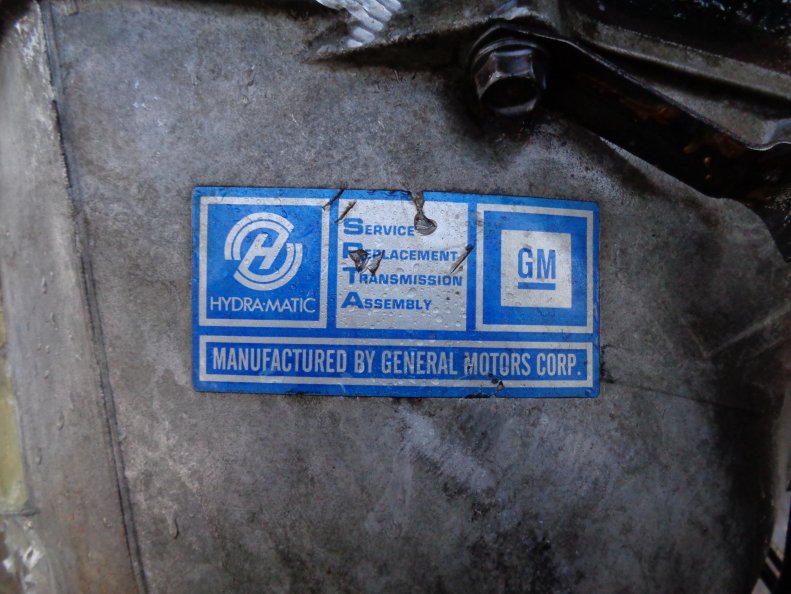 H
HYDRA-MATIC
SERVICE
REPLACEMENT
TRANSMISSION
ASSEMBLY
GM
MANUFACTURED BY GENERAL MOTORS CORP.